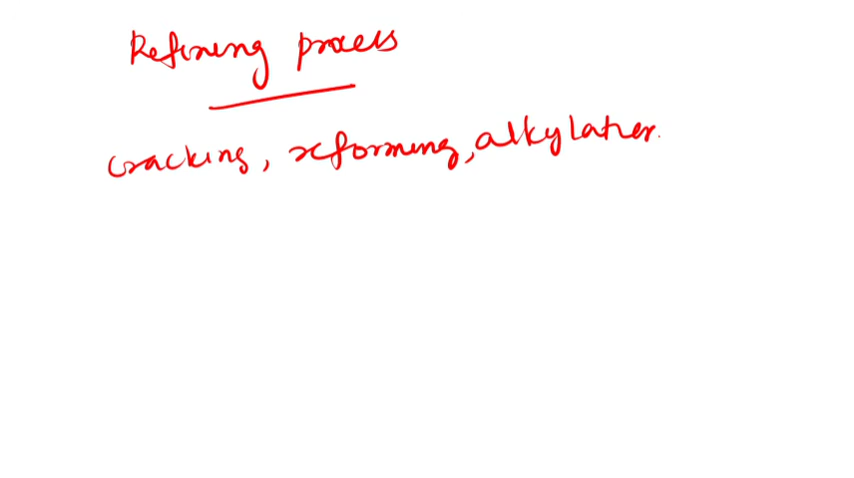 Refining process
cracking, reforming, alkylation.